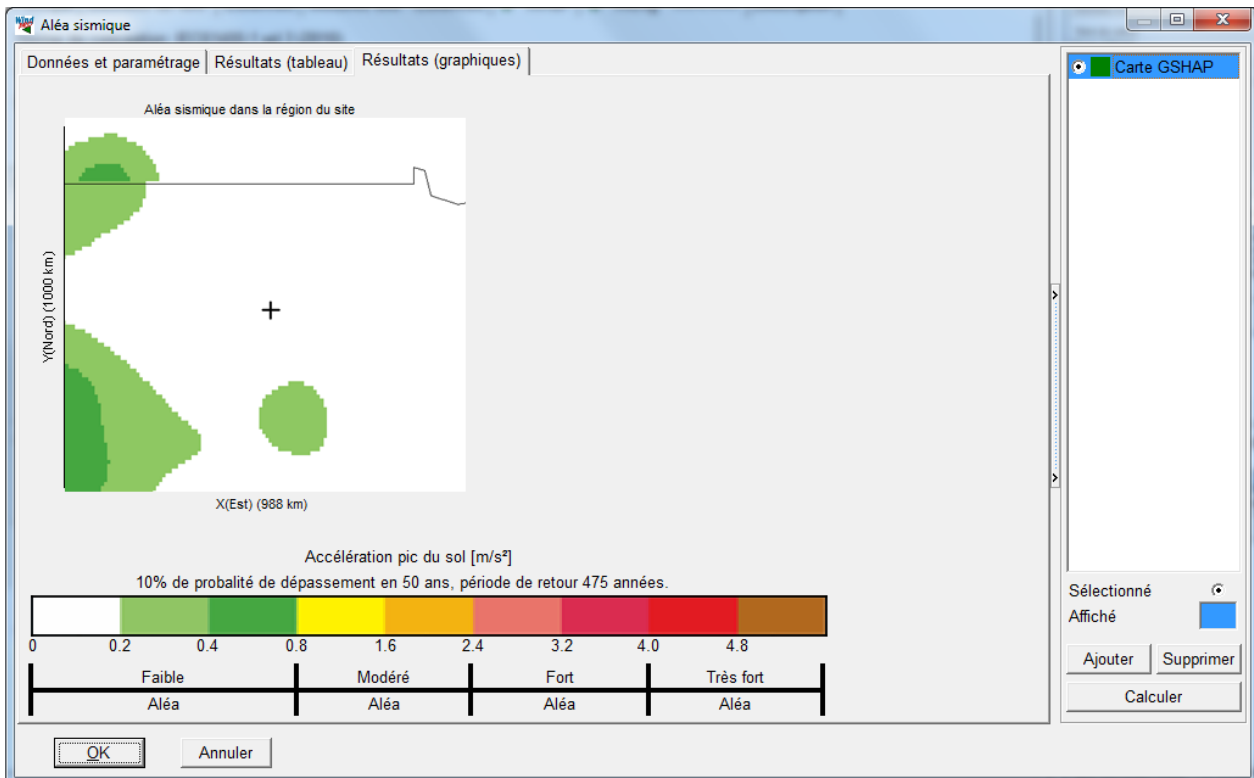 Wind
PRO
Aléa sismique
Données et paramétrage
Résultats (tableau)
Résultats (graphiques)
Aléa sismique dans la région du site
Y(Nord) (1000 km)
X(Est) (988 km)
Accélération pic du sol [m/s²]
10% de probalité de dépassement en 50 ans, période de retour 475 années.
0 0.2 0.4 0.8 1.6 2.4 3.2 4.0 4.8
Faible Modéré Fort Très fort
Aléa Aléa Aléa Aléa
OK
Annuler
Carte GSHAP
Sélectionné
Affiché
Ajouter
Supprimer
Calculer